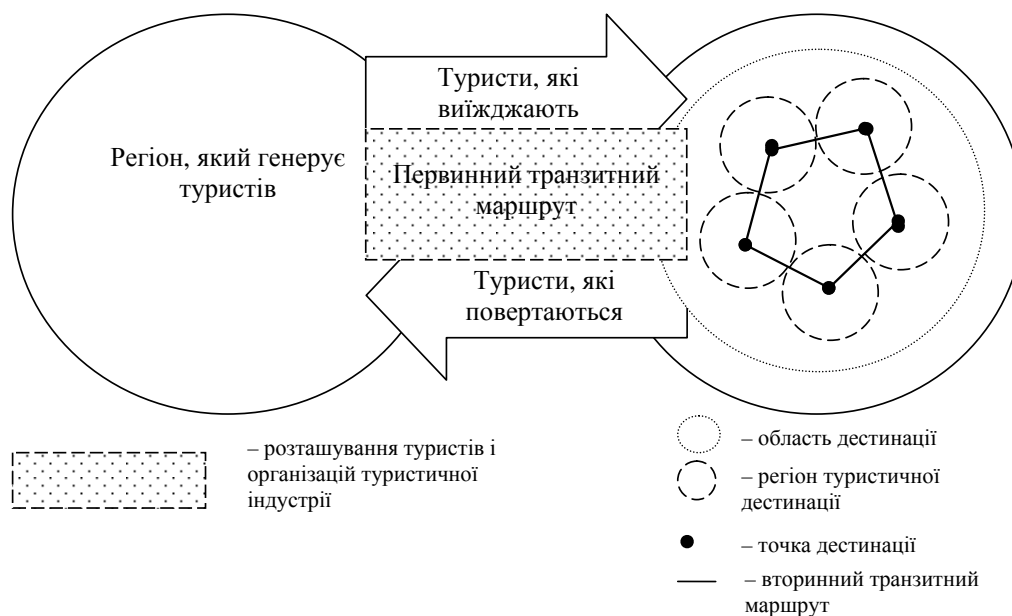 Туристи, які
виїжджають
Регіон, який генерує
туристів
Первинний транзитний
маршрут
Туристи, які
повертаються
– розташування туристів і
організацій туристичної
індустрії
– область дестинації
– регіон туристичної
дестинації
– точка дестинації
– вторинний транзитний
маршрут